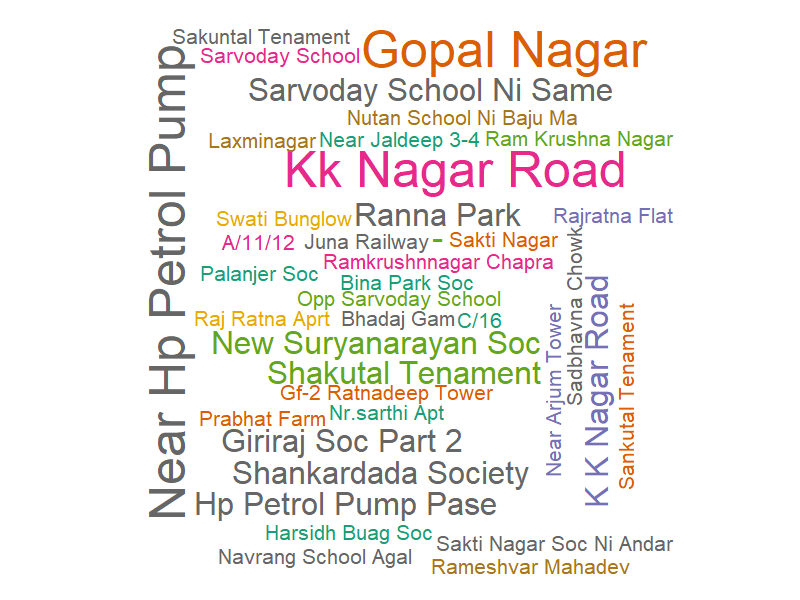 Sakuntal Tenament
Sarvoday School
Gopal Nagar
Near Hp Petrol Pump
Sarvoday School Ni Same
Nutan School Ni Baju Ma
Laxminagar
Near Jaldeep 3-4
Ram Krushna Nagar
Kk Nagar Road
Swati Bunglow
Ranna Park
Rajratna Flat
A/11/12
Juna Railway
-
Sakti Nagar
Sadbhavna Chowk
Ramkrushnnagar Chapra
Palanjer Soc
Bina Park Soc
Opp Sarvoday School
K K Nagar Road
Near Arjum Tower
Sankutal Tenament
Raj Ratna Aprt
Bhadaj Gam
C/16
New Suryanarayan Soc
Shakutal Tenament
Gf-2 Ratnadeep Tower
Prabhat Farm
Nr.sarthi Apt
Giriraj Soc Part 2
Shankardada Society
Hp Petrol Pump Pase
Harsidh Buag Soc
Sakti Nagar Soc Ni Andar
Navrang School Agal
Rameshvar Mahadev